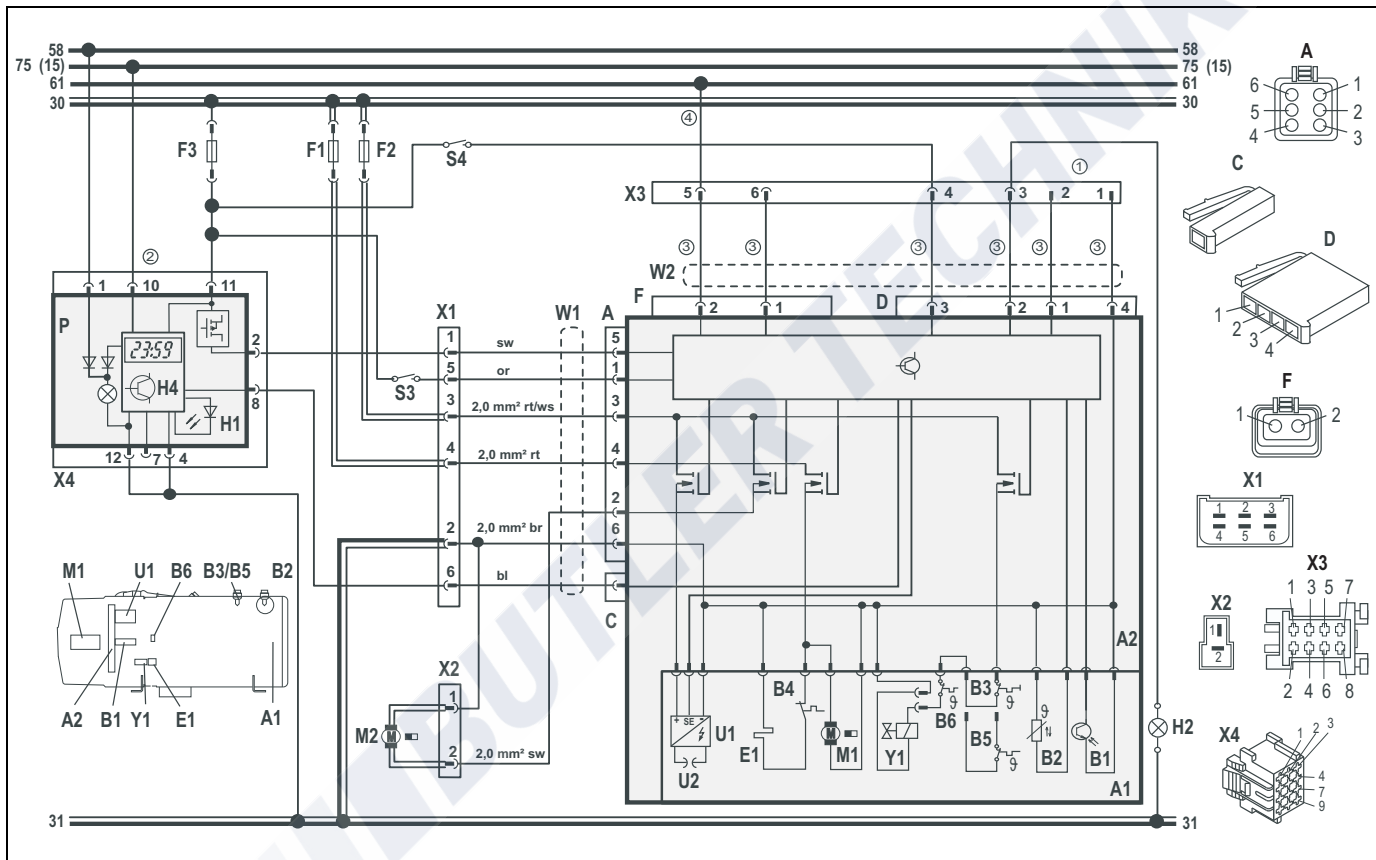 58
58
75 (15)
75 (15)
61
61
30
30
A
6
1
5
2
4
3
F3
F1
F2
S4
④
①
X3
5
6
4
3
2
1
C
②
③
③
③
③
③
③
W2
D
1
2
3
4
1
10
11
P
X1
W1
A
F
2
1
D
3
2
1
4
23:59
H4
H1
2
8
1
sw
5
5
or
1
S3
3
2,0 mm² rt/ws
3
4
2,0 mm² rt
4
2
2
2,0 mm² br
6
6
bl
C
12
7
4
X4
F
1
2
X1
1
2
3
4
5
6
X3
1
3
5
7
2
4
6
8
X2
1
2
M1
U1
B6
B3/B5
B2
A2
B1
Y1
E1
A1
X2
1
M2
M
2
2,0 mm² sw
A2
+
SE
U1
U2
E1
B4
M
M1
Y1
B6
B3
B5
B2
B1
A1
H2
X4
1
2
3
4
7
9
31
31
BUTLER TECHNIK